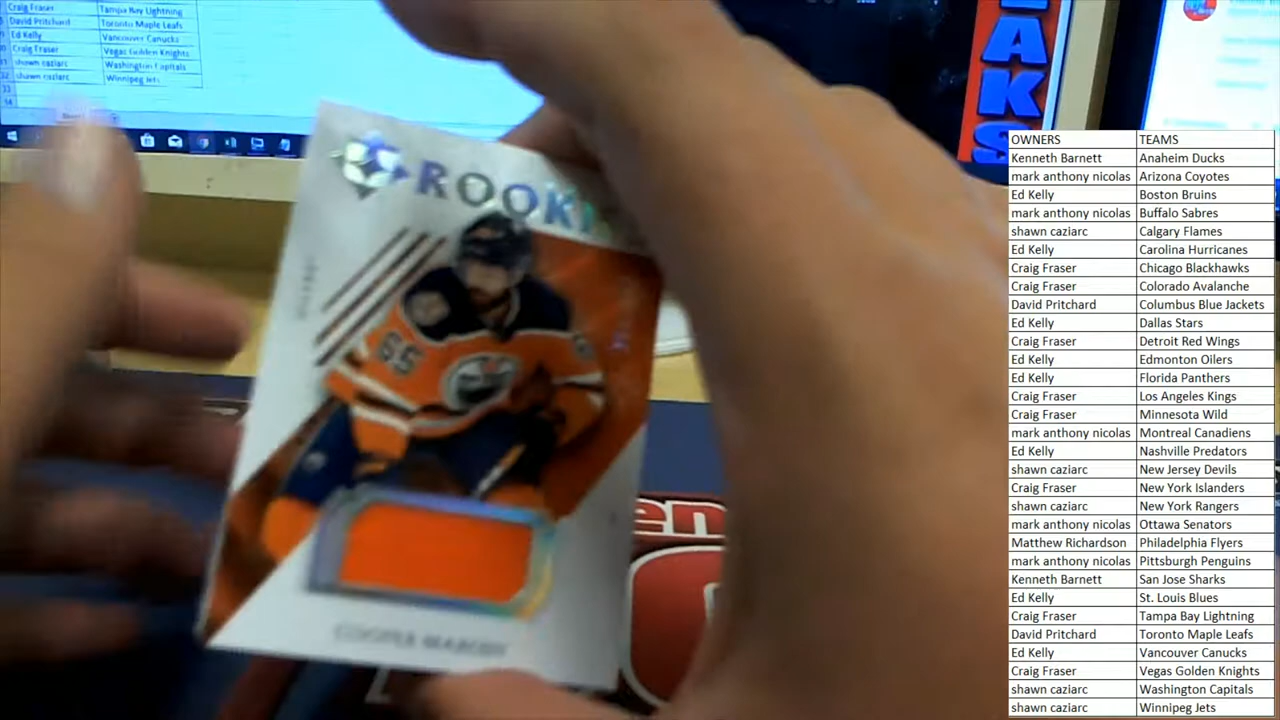 Craig Fraser Tampa Bay Lightning
David Pritchard Toronto Maple Leafs
Ed Kelly Vancouver Canucks
Craig Fraser Vegas Golden Knights
shawn caziarc Washington Capitals
32 shawn caziarc Winnipeg Jets
33
34
AKS
ROOKI
65
COOPER MARODY
en
OWNERS TEAMS
Kenneth Barnett Anaheim Ducks
mark anthony nicolas Arizona Coyotes
Ed Kelly Boston Bruins
mark anthony nicolas Buffalo Sabres
shawn caziarc Calgary Flames
Ed Kelly Carolina Hurricanes
Craig Fraser Chicago Blackhawks
Craig Fraser Colorado Avalanche
David Pritchard Columbus Blue Jackets
Ed Kelly Dallas Stars
Craig Fraser Detroit Red Wings
Ed Kelly Edmonton Oilers
Ed Kelly Florida Panthers
Craig Fraser Los Angeles Kings
Craig Fraser Minnesota Wild
mark anthony nicolas Montreal Canadiens
Ed Kelly Nashville Predators
shawn caziarc New Jersey Devils
Craig Fraser New York Islanders
shawn caziarc New York Rangers
mark anthony nicolas Ottawa Senators
Matthew Richardson Philadelphia Flyers
mark anthony nicolas Pittsburgh Penguins
Kenneth Barnett San Jose Sharks
Ed Kelly St. Louis Blues
Craig Fraser Tampa Bay Lightning
David Pritchard Toronto Maple Leafs
Ed Kelly Vancouver Canucks
Craig Fraser Vegas Golden Knights
shawn caziarc Washington Capitals
shawn caziarc Winnipeg Jets